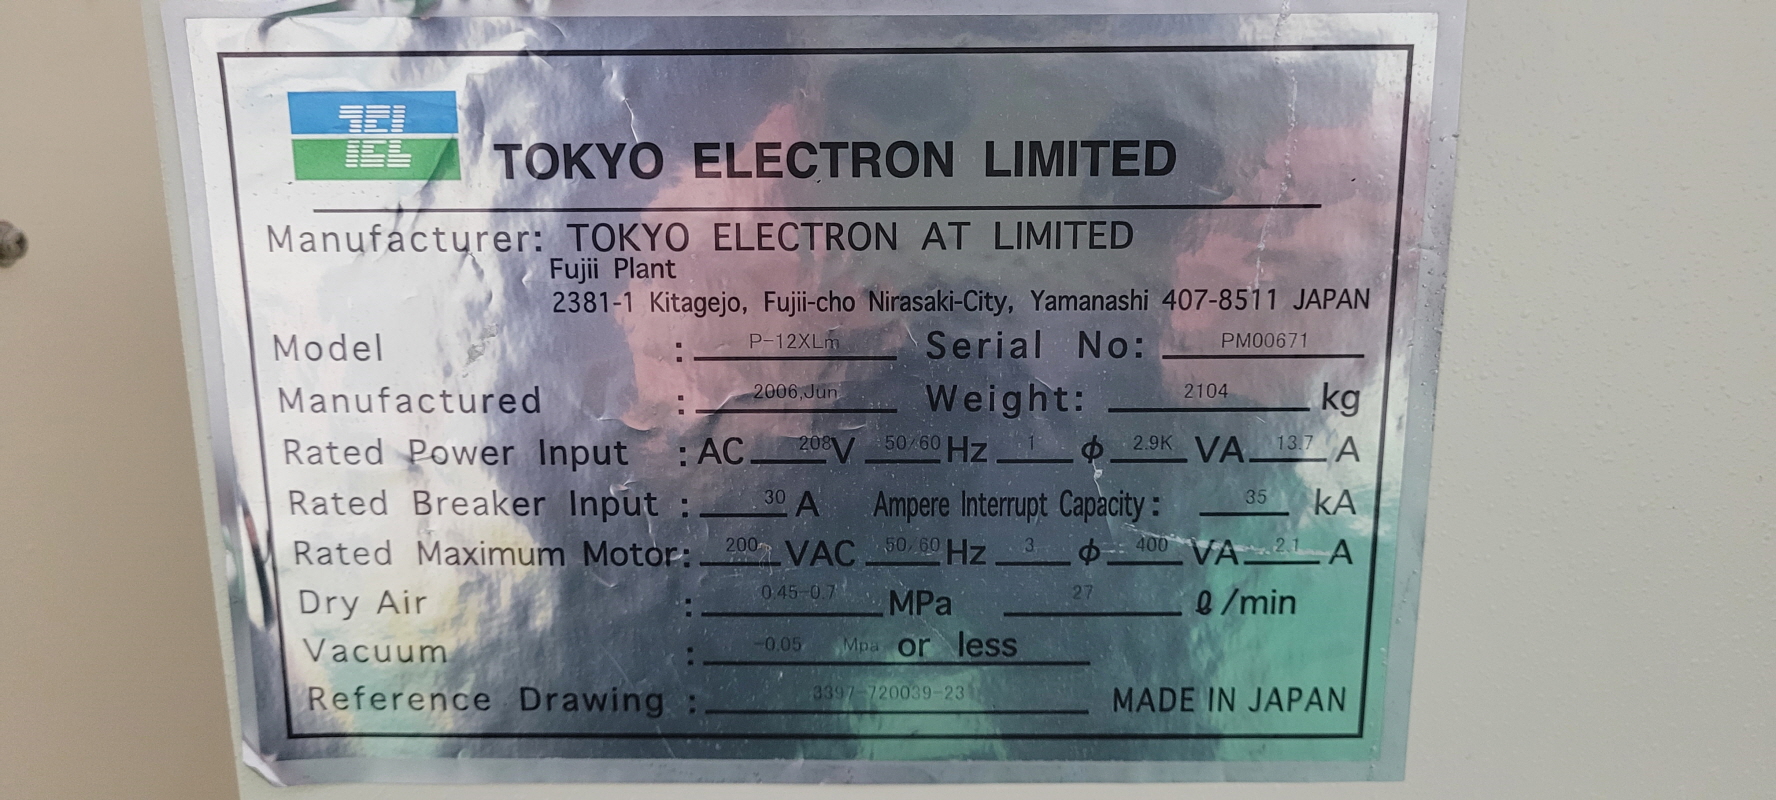 TEL
TOKYO ELECTRON LIMITED
Manufacturer: TOKYO ELECTRON AT LIMITED
Fujii Plant
2381-1 Kitagejo, Fujii-cho Nirasaki-City, Yamanashi 407-8511 JAPAN
Model : P-12XLm Serial No: PM00671
Manufactured : 2006,Jun Weight: 2104 kg
Rated Power Input : AC 208 V 50/60 Hz 1 ϕ 2.9K VA 13.7 A
Rated Breaker Input : 30 A Ampere Interrupt Capacity : 35 kA
Rated Maximum Motor: 200 VAC 50/60 Hz 3 ϕ 400 VA 2.1 A
Dry Air : 0.45-0.7 MPa 27 ℓ/min
Vacuum : -0.05 Mpa or less
Reference Drawing : 3397-720039-23 MADE IN JAPAN